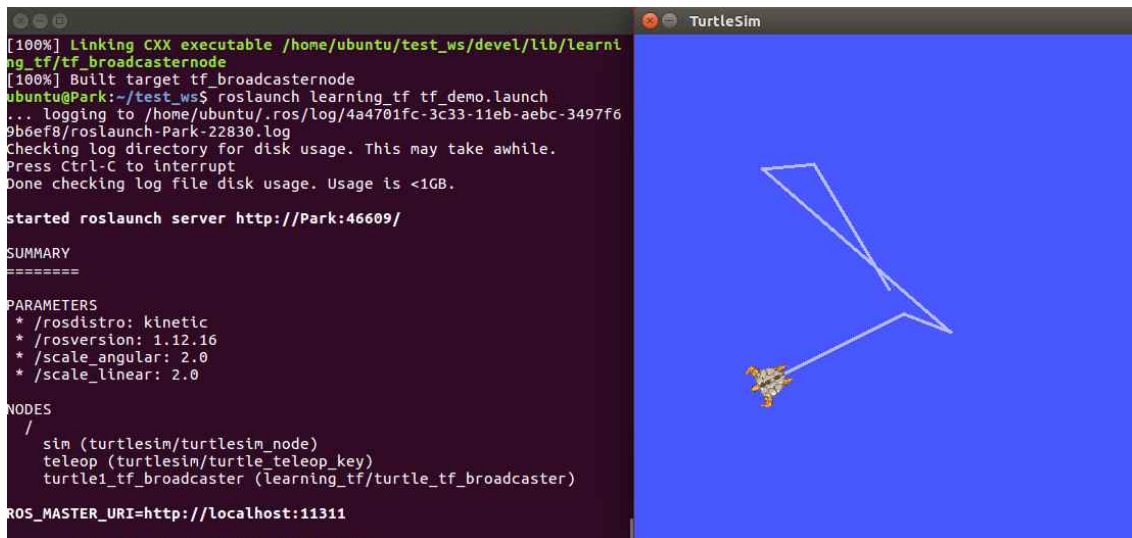 [100%] Linking CXX executable /home/ubuntu/test_ws/devel/lib/learni
ng_tf/tf_broadcasternode
[100%] Built target tf_broadcasternode
ubuntu@Park:~/test_ws$ roslaunch learning_tf tf_demo.launch
... logging to /home/ubuntu/.ros/log/4a4701fc-3c33-11eb-aebc-3497f6
9b6ef8/roslaunch-Park-22830.log
Checking log directory for disk usage. This may take awhile.
Press Ctrl-C to interrupt
Done checking log file disk usage. Usage is <1GB.
started roslaunch server http://Park:46609/
SUMMARY
========
PARAMETERS
* /rosdistro: kinetic
* /rosversion: 1.12.16
* /scale_angular: 2.0
* /scale_linear: 2.0
NODES
/
sim (turtlesim/turtlesim_node)
teleop (turtlesim/turtle_teleop_key)
turtle1_tf_broadcaster (learning_tf/turtle_tf_broadcaster)
ROS_MASTER_URI=http://localhost:11311
TurtleSim